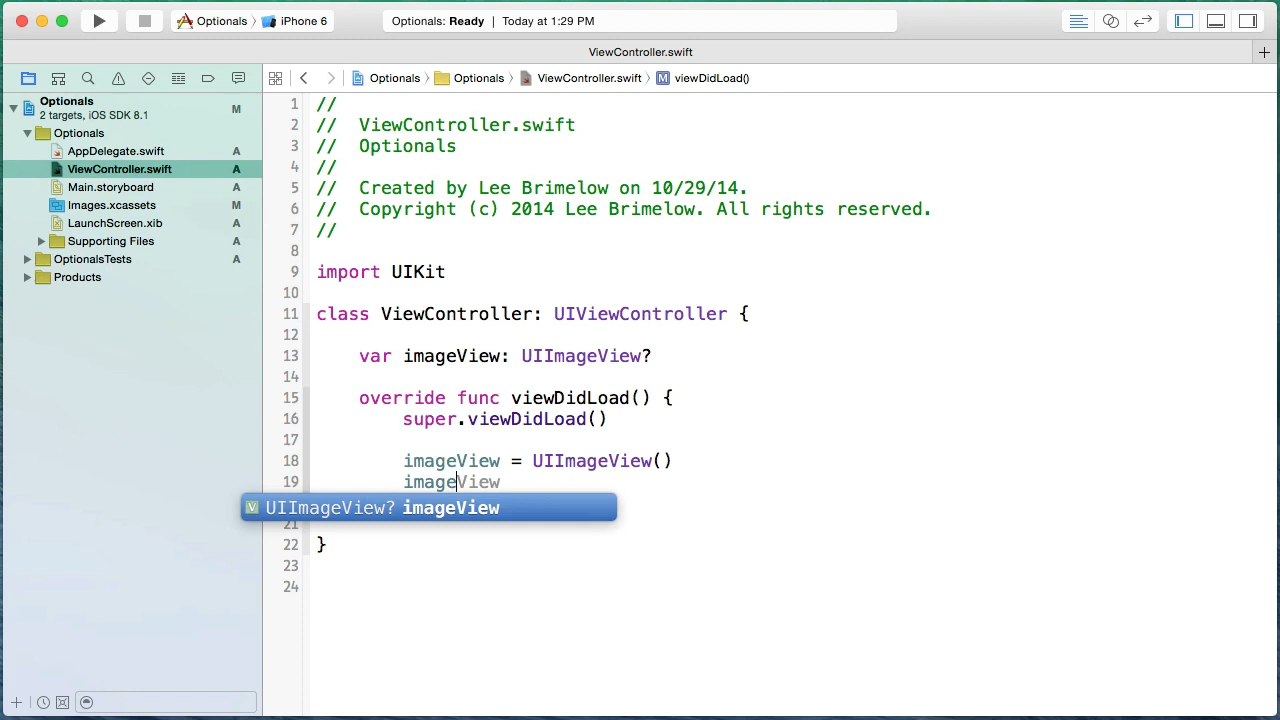 Optionals iPhone 6
Optionals: Ready | Today at 1:29 PM
ViewController.swift
Optionals
2 targets, iOS SDK 8.1
M
Optionals
AppDelegate.swift A
ViewController.swift A
Main.storyboard A
Images.xcassets M
LaunchScreen.xib A
Supporting Files A
OptionalsTests A
Products
Optionals Optionals ViewController.swift M viewDidLoad()
1 //
2 // ViewController.swift
3 // Optionals
4 //
5 // Created by Lee Brimelow on 10/29/14.
6 // Copyright (c) 2014 Lee Brimelow. All rights reserved.
7 //
8
9 import UIKit
10
11 class ViewController: UIViewController {
12
13 var imageView: UIImageView?
14
15 override func viewDidLoad() {
16 super.viewDidLoad()
17
18 imageView = UIImageView()
19 imageView
V UIImageView? imageView
21
22 }
23
24